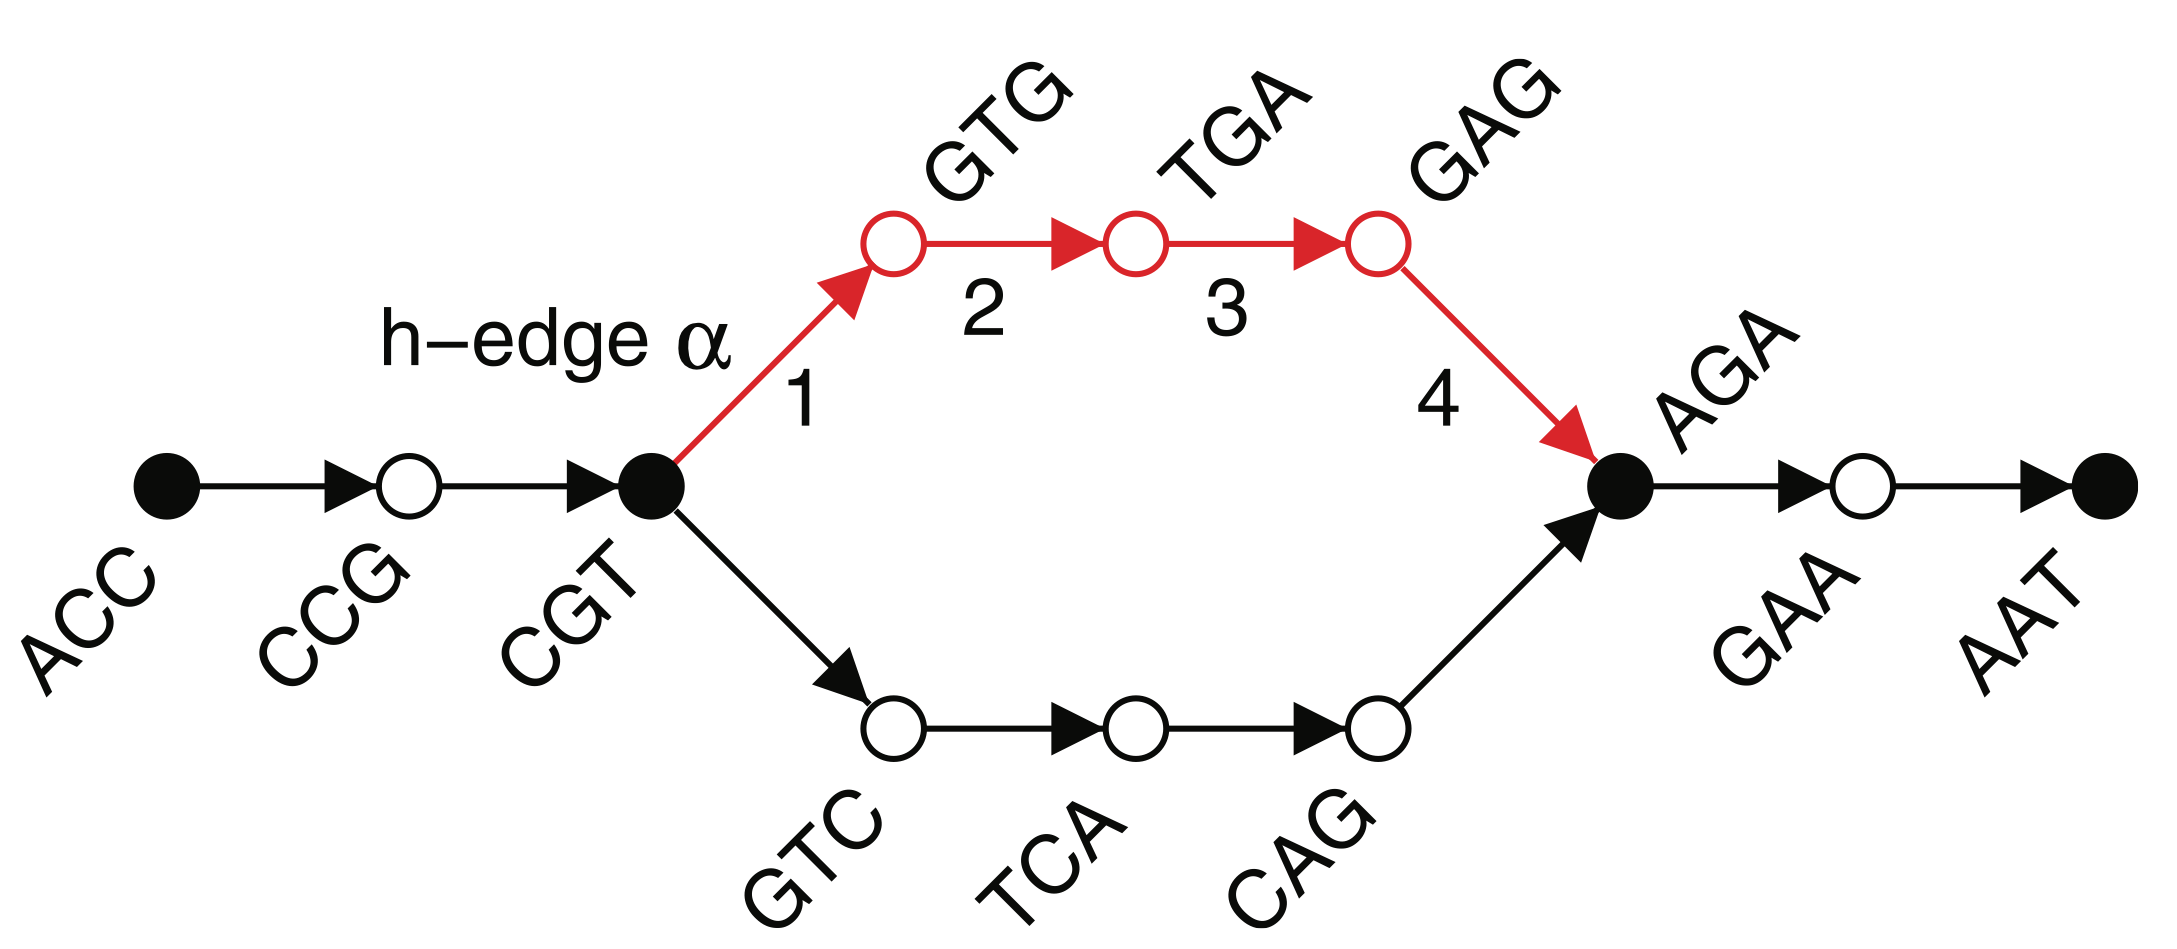 GTG
TGA
GAG
2
3
h–edge α
1
4
AGA
ACC
CCG
CGT
GAA
AAT
GTC
TCA
CAG